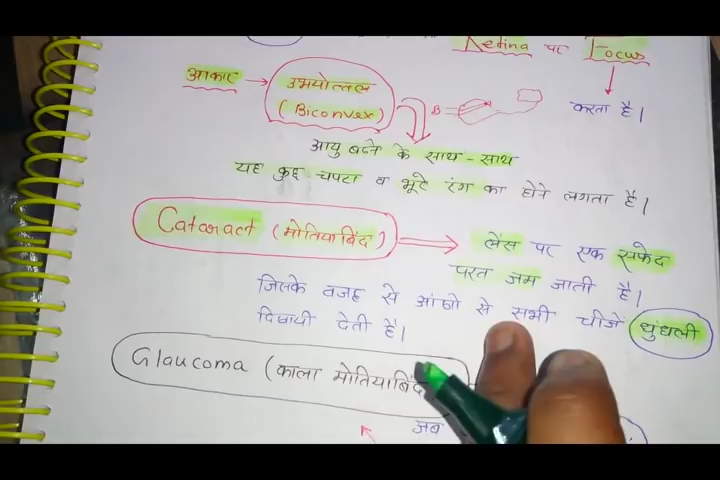 Retina पर Focus
करता है।
आकार → उभयोत्तल
(Biconvex)
आयु बढ़ने के साथ-साथ
यह कुछ चपटा व भूरे रंग का होने लगता है।
Cataract (मोतियाबिंद) ⇒ लेंस पर एक सफेद
परत जम जाती है।
जिसके वजह से आंखो से सभी चीजें धुंधली
दिखायी देती हैं।
Glaucoma (काला मोतियाबिंद
जब